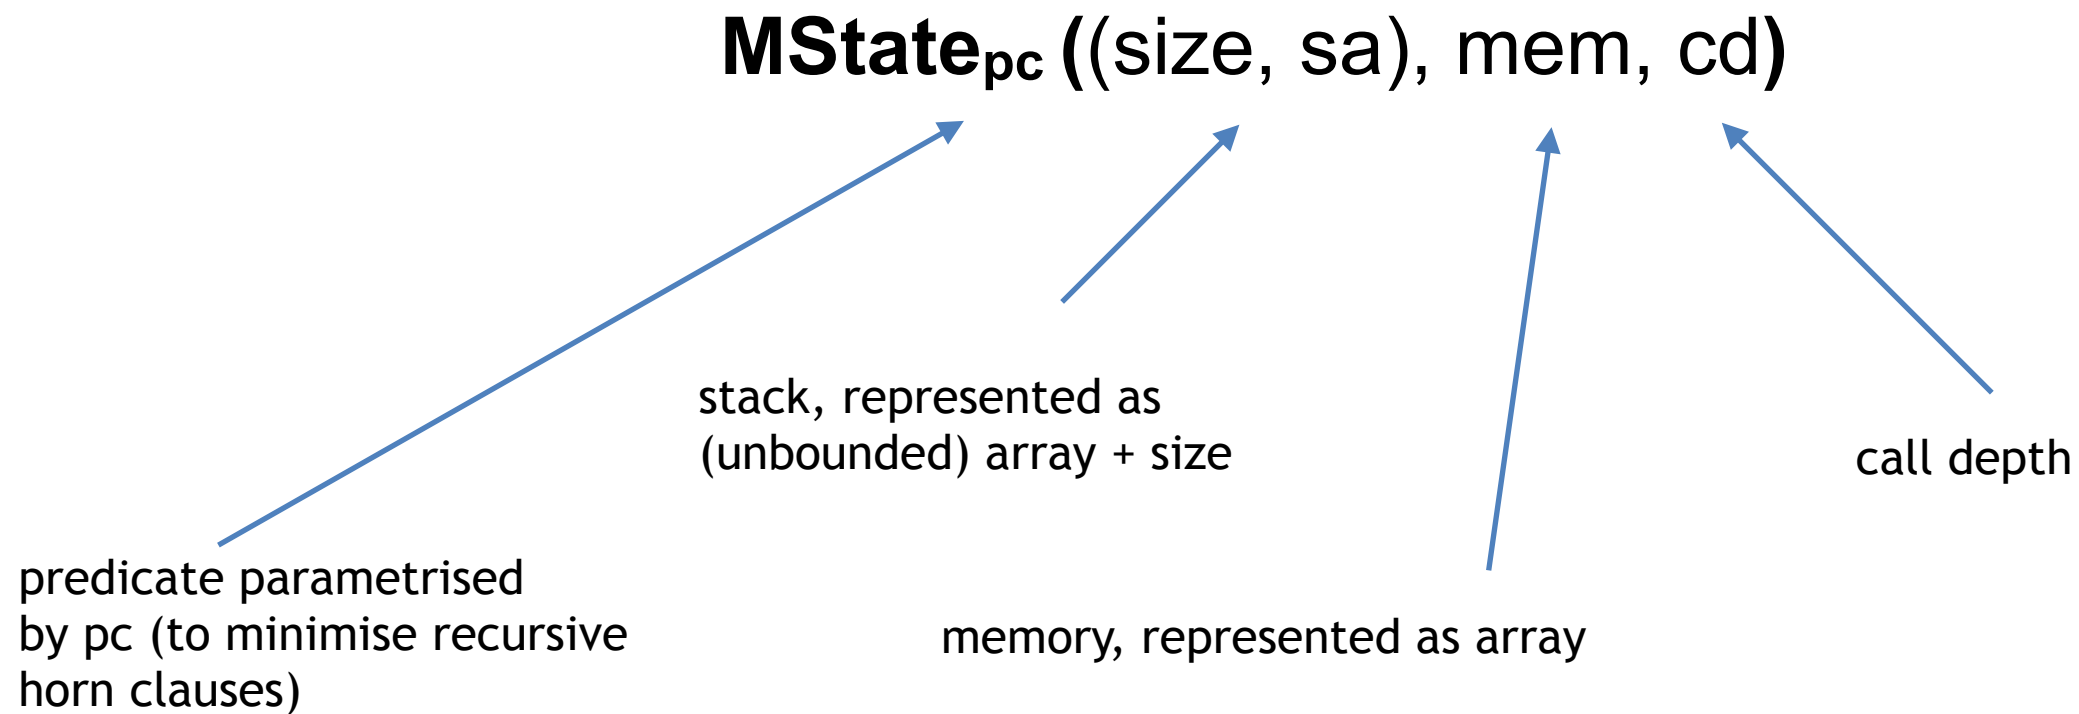 MStatepc ((size, sa), mem, cd)
stack, represented as
(unbounded) array + size
call depth
predicate parametrised
by pc (to minimise recursive
horn clauses)
memory, represented as array